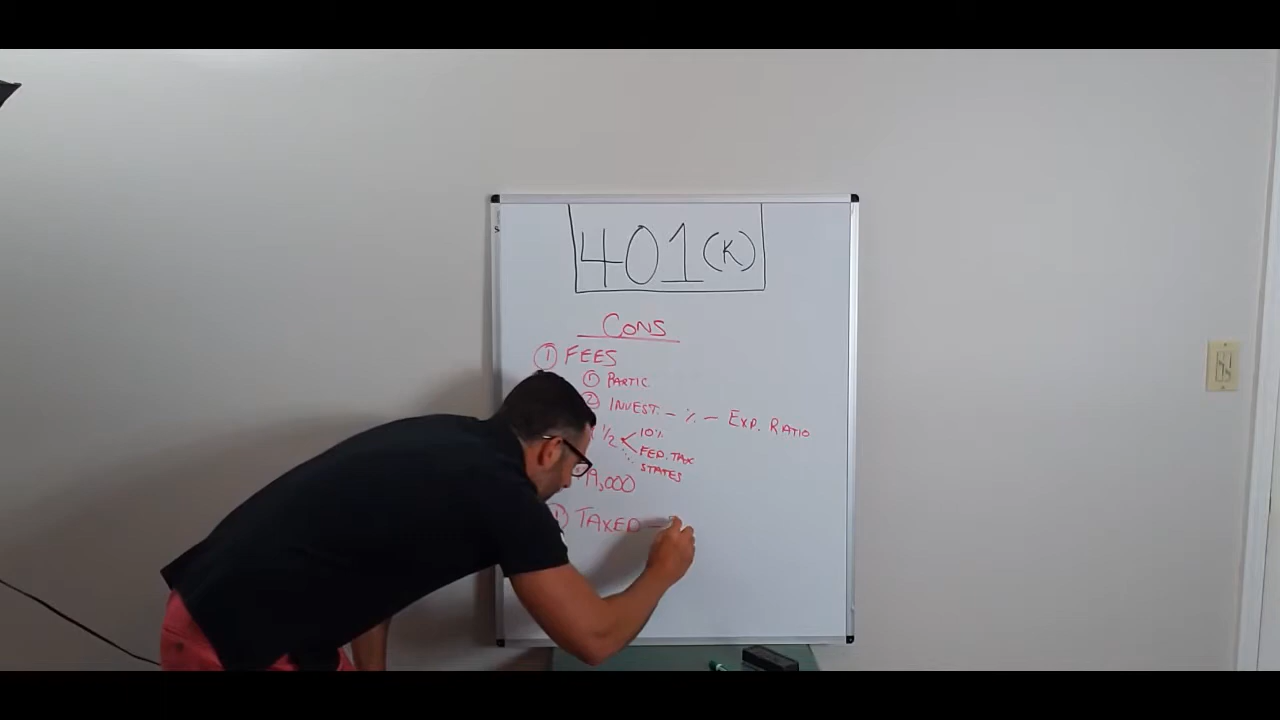 401(K)
CONS
① FEES
① PARTIC.
② INVEST. - % - EXP. RATIO
1/2 10%
FED. TAX
STATES
19,000
TAXED -